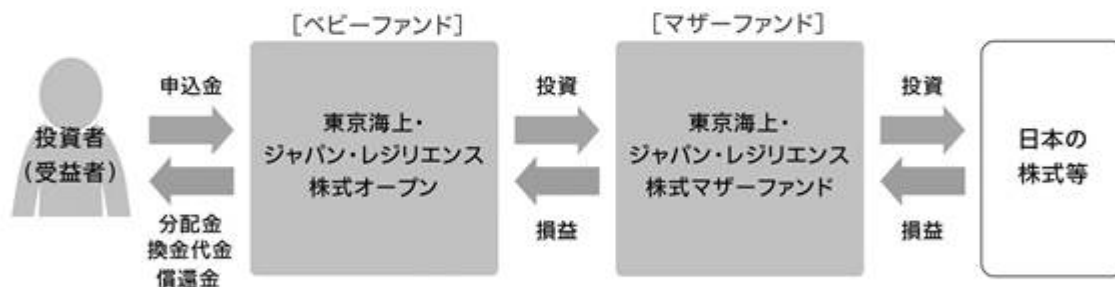 [ベビーファンド]
[マザーファンド]
投資者
(受益者)
申込金
分配金
換金代金
償還金
東京海上・
ジャパン・レジリエンス
株式オープン
投資
損益
東京海上・
ジャパン・レジリエンス
株式マザーファンド
投資
損益
日本の
株式等